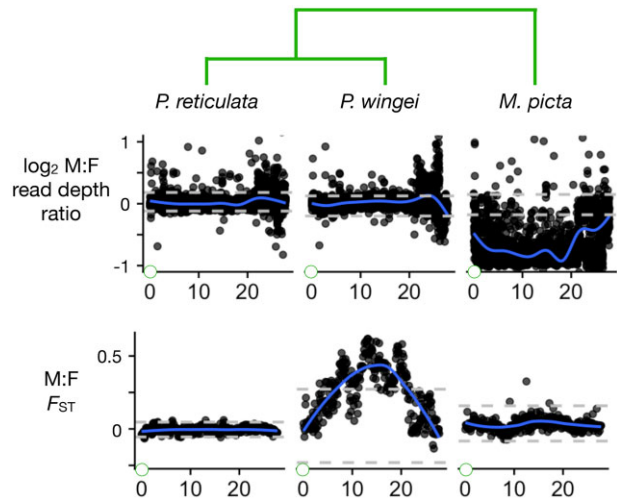 P. reticulata P. wingei M. picta
log₂ M:F
read depth
ratio
1
0
-1
0 10 20 0 10 20 0 10 20
M:F
FST
0.5
0
0 10 20 0 10 20 0 10 20